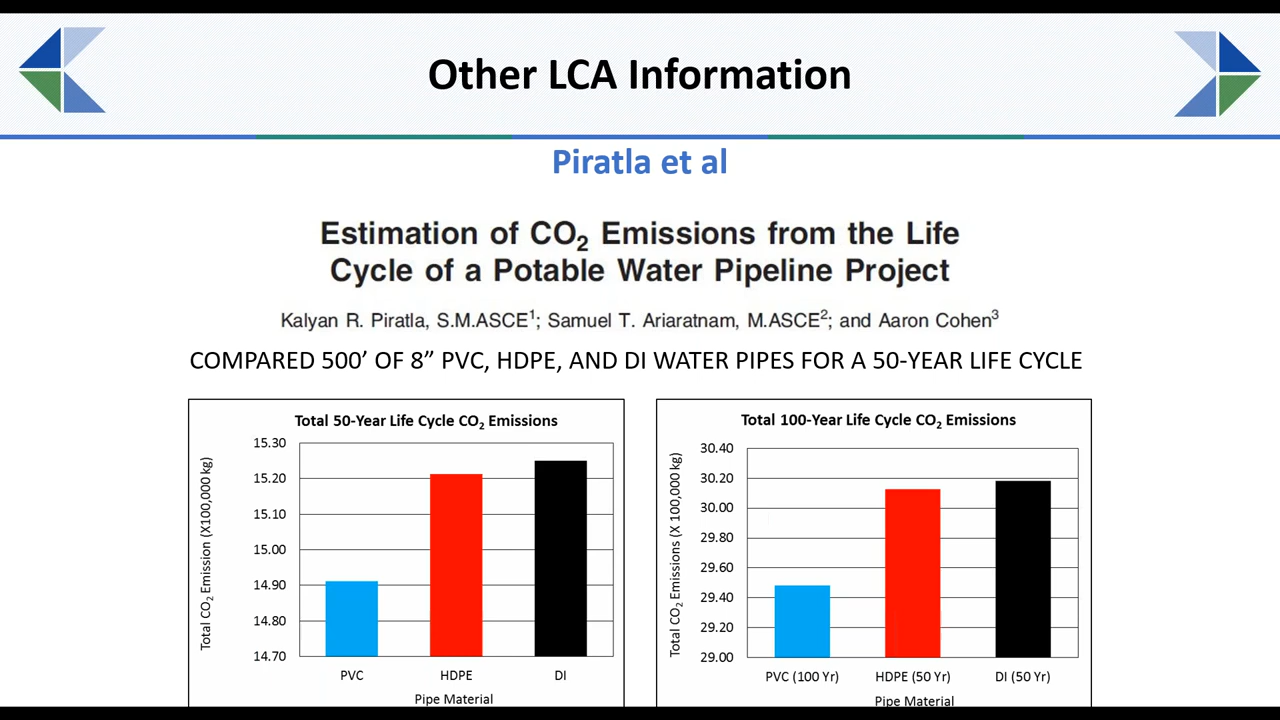 Other LCA Information
Piratla et al
Estimation of CO2 Emissions from the Life
Cycle of a Potable Water Pipeline Project
Kalyan R. Piratla, S.M.ASCE1; Samuel T. Ariaratnam, M.ASCE2; and Aaron Cohen3
COMPARED 500’ OF 8” PVC, HDPE, AND DI WATER PIPES FOR A 50-YEAR LIFE CYCLE
Total 50-Year Life Cycle CO2 Emissions
Total CO2 Emission (X100,000 kg)
15.30
15.20
15.10
15.00
14.90
14.80
14.70
PVC HDPE DI
Pipe Material
Total 100-Year Life Cycle CO2 Emissions
Total CO2 Emissions (X 100,000 kg)
30.40
30.20
30.00
29.80
29.60
29.40
29.20
29.00
PVC (100 Yr) HDPE (50 Yr) DI (50 Yr)
Pipe Material